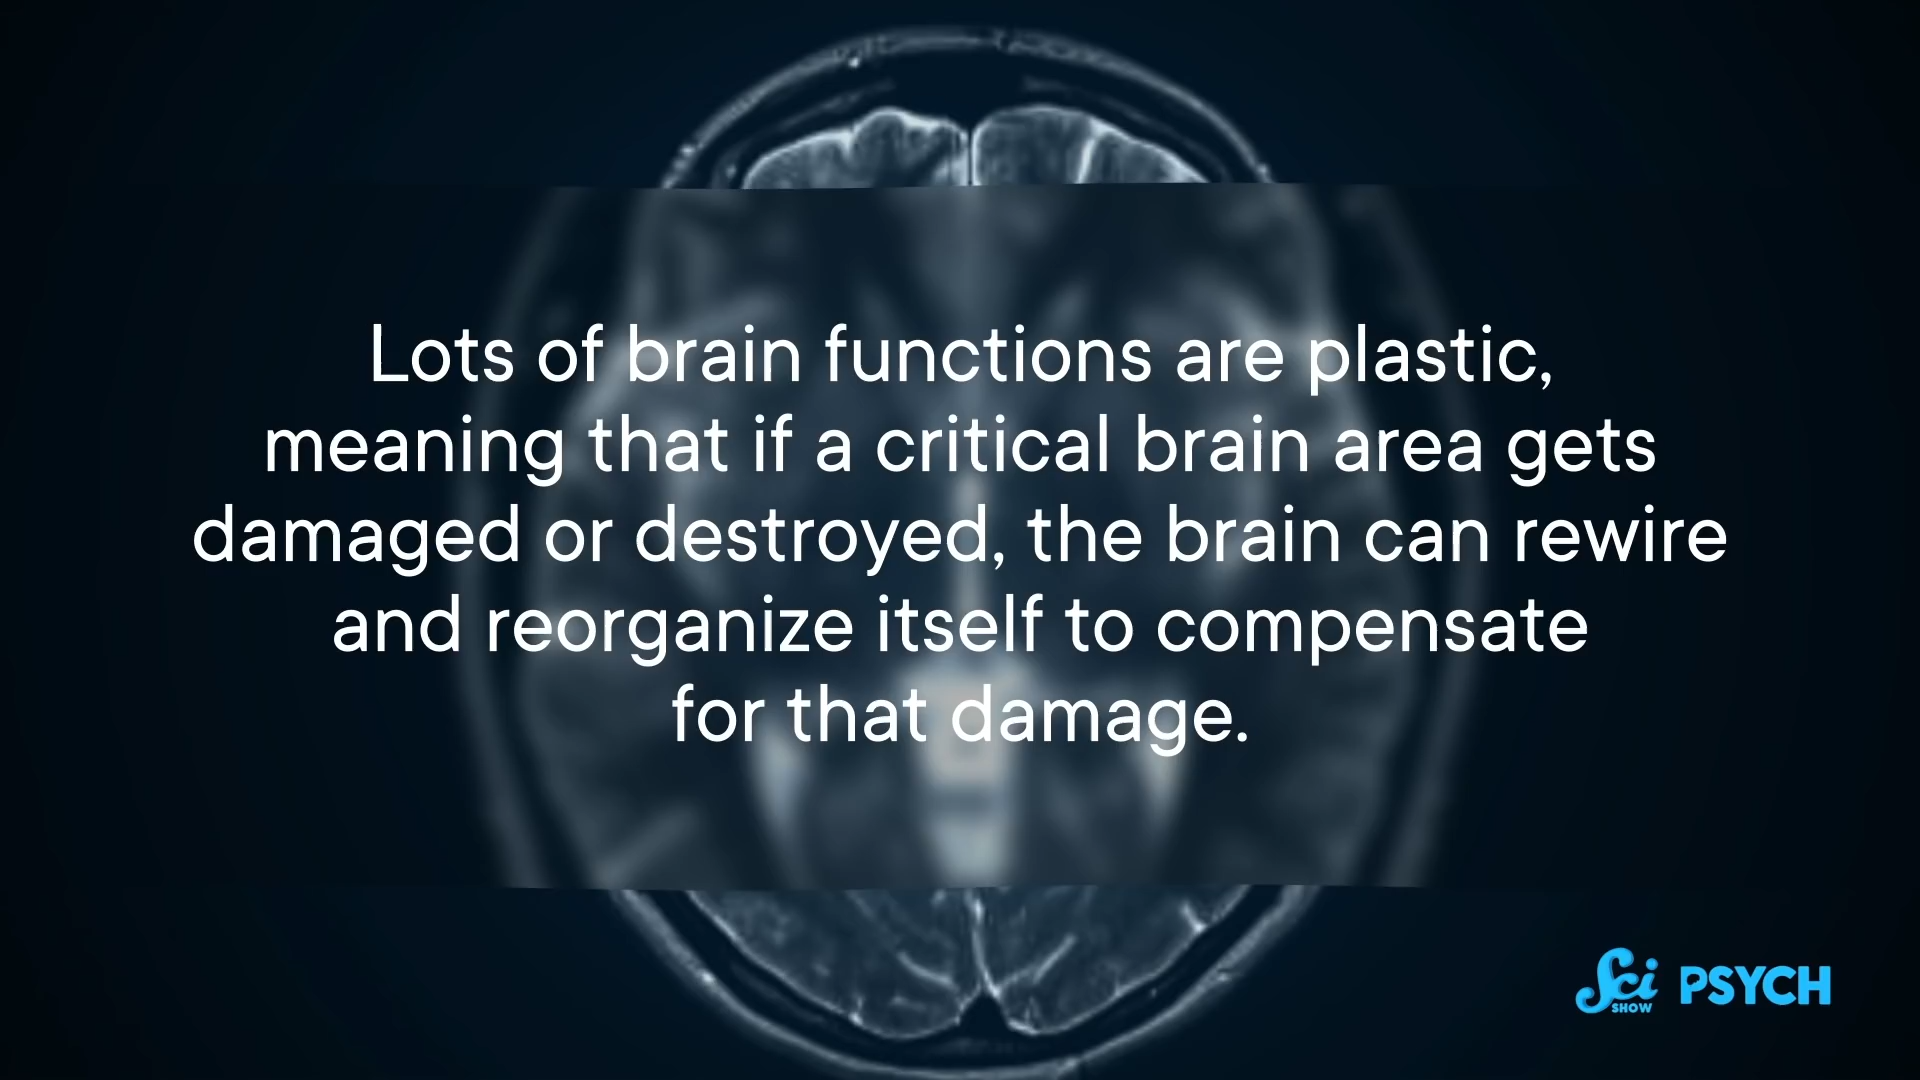 Lots of brain functions are plastic,
meaning that if a critical brain area gets
damaged or destroyed, the brain can rewire
and reorganize itself to compensate
for that damage.
Sci SHOW PSYCH